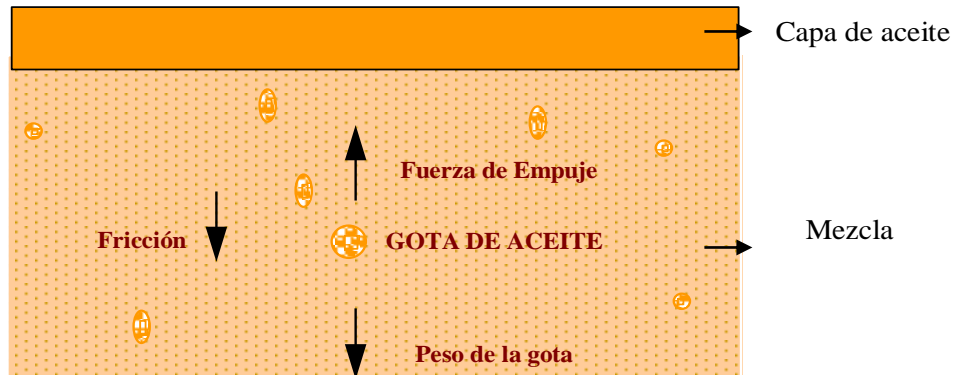 Capa de aceite
Fuerza de Empuje
Fricción
GOTA DE ACEITE
Mezcla
Peso de la gota